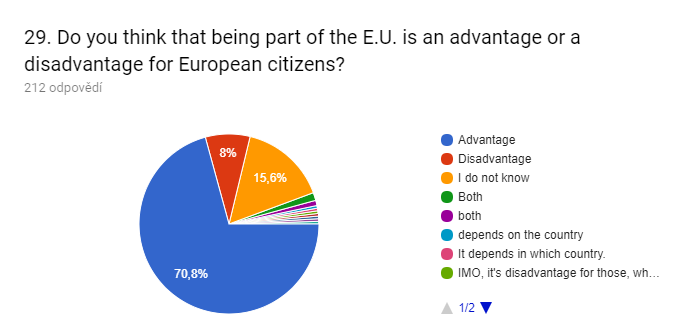 29. Do you think that being part of the E.U. is an advantage or a
disadvantage for European citizens?
212 odpovědí
8%
15,6%
70,8%
Advantage
Disadvantage
I do not know
Both
both
depends on the country
It depends in which country.
IMO, it's disadvantage for those, wh...
1/2